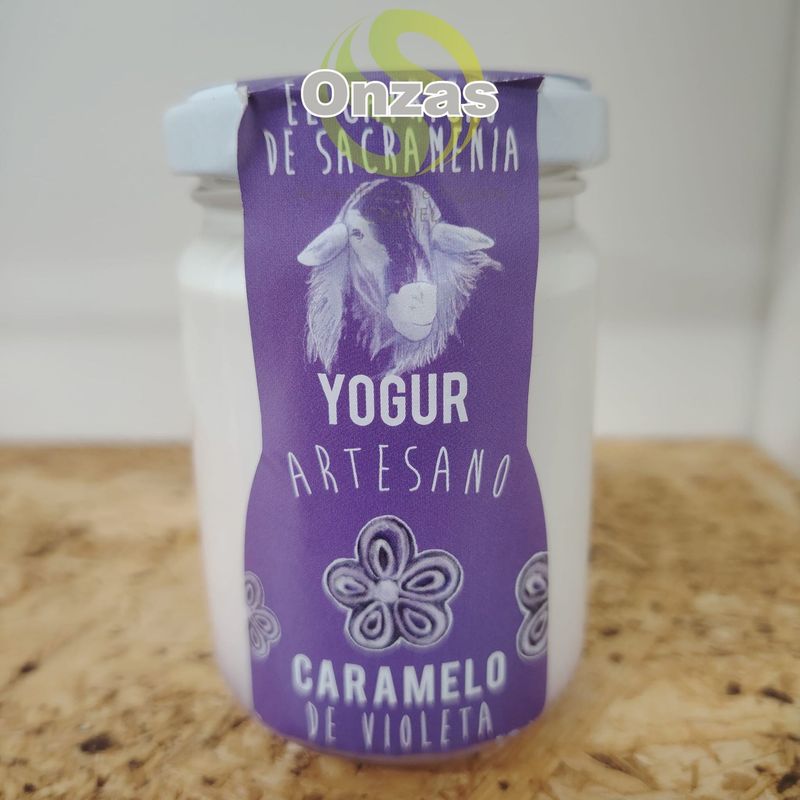 Onzas
DE SACRAMENIA
YOGUR
ARTESANO
CARAMELO
DE VIOLETA